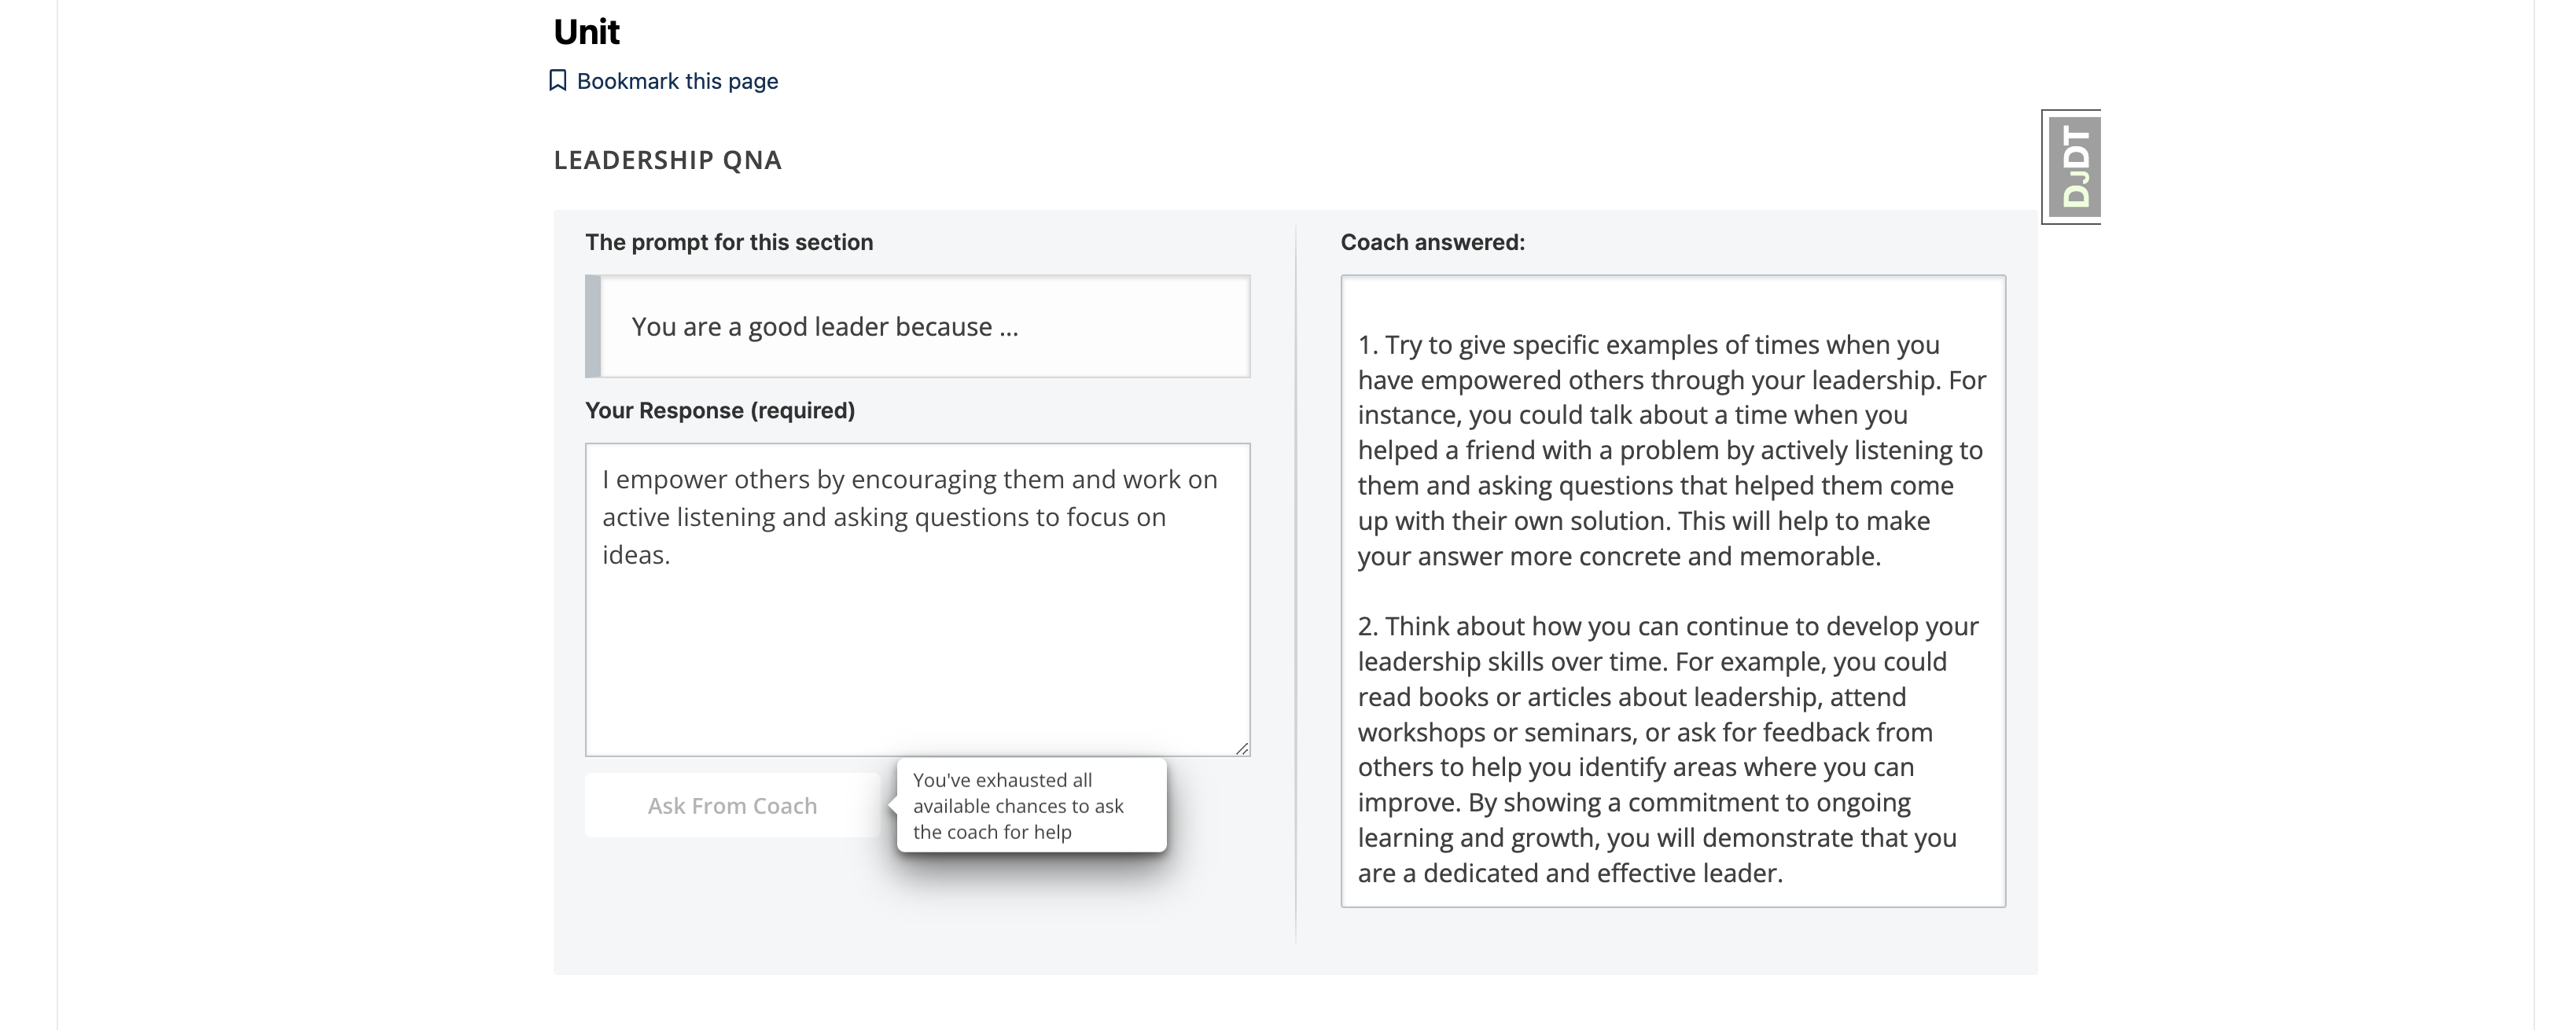 Unit
Bookmark this page
LEADERSHIP QNA
DJDT
The prompt for this section
You are a good leader because ...
Your Response (required)
I empower others by encouraging them and work on
active listening and asking questions to focus on
ideas.
Ask From Coach
You've exhausted all
available chances to ask
the coach for help
Coach answered:
1. Try to give specific examples of times when you
have empowered others through your leadership. For
instance, you could talk about a time when you
helped a friend with a problem by actively listening to
them and asking questions that helped them come
up with their own solution. This will help to make
your answer more concrete and memorable.
2. Think about how you can continue to develop your
leadership skills over time. For example, you could
read books or articles about leadership, attend
workshops or seminars, or ask for feedback from
others to help you identify areas where you can
improve. By showing a commitment to ongoing
learning and growth, you will demonstrate that you
are a dedicated and effective leader.